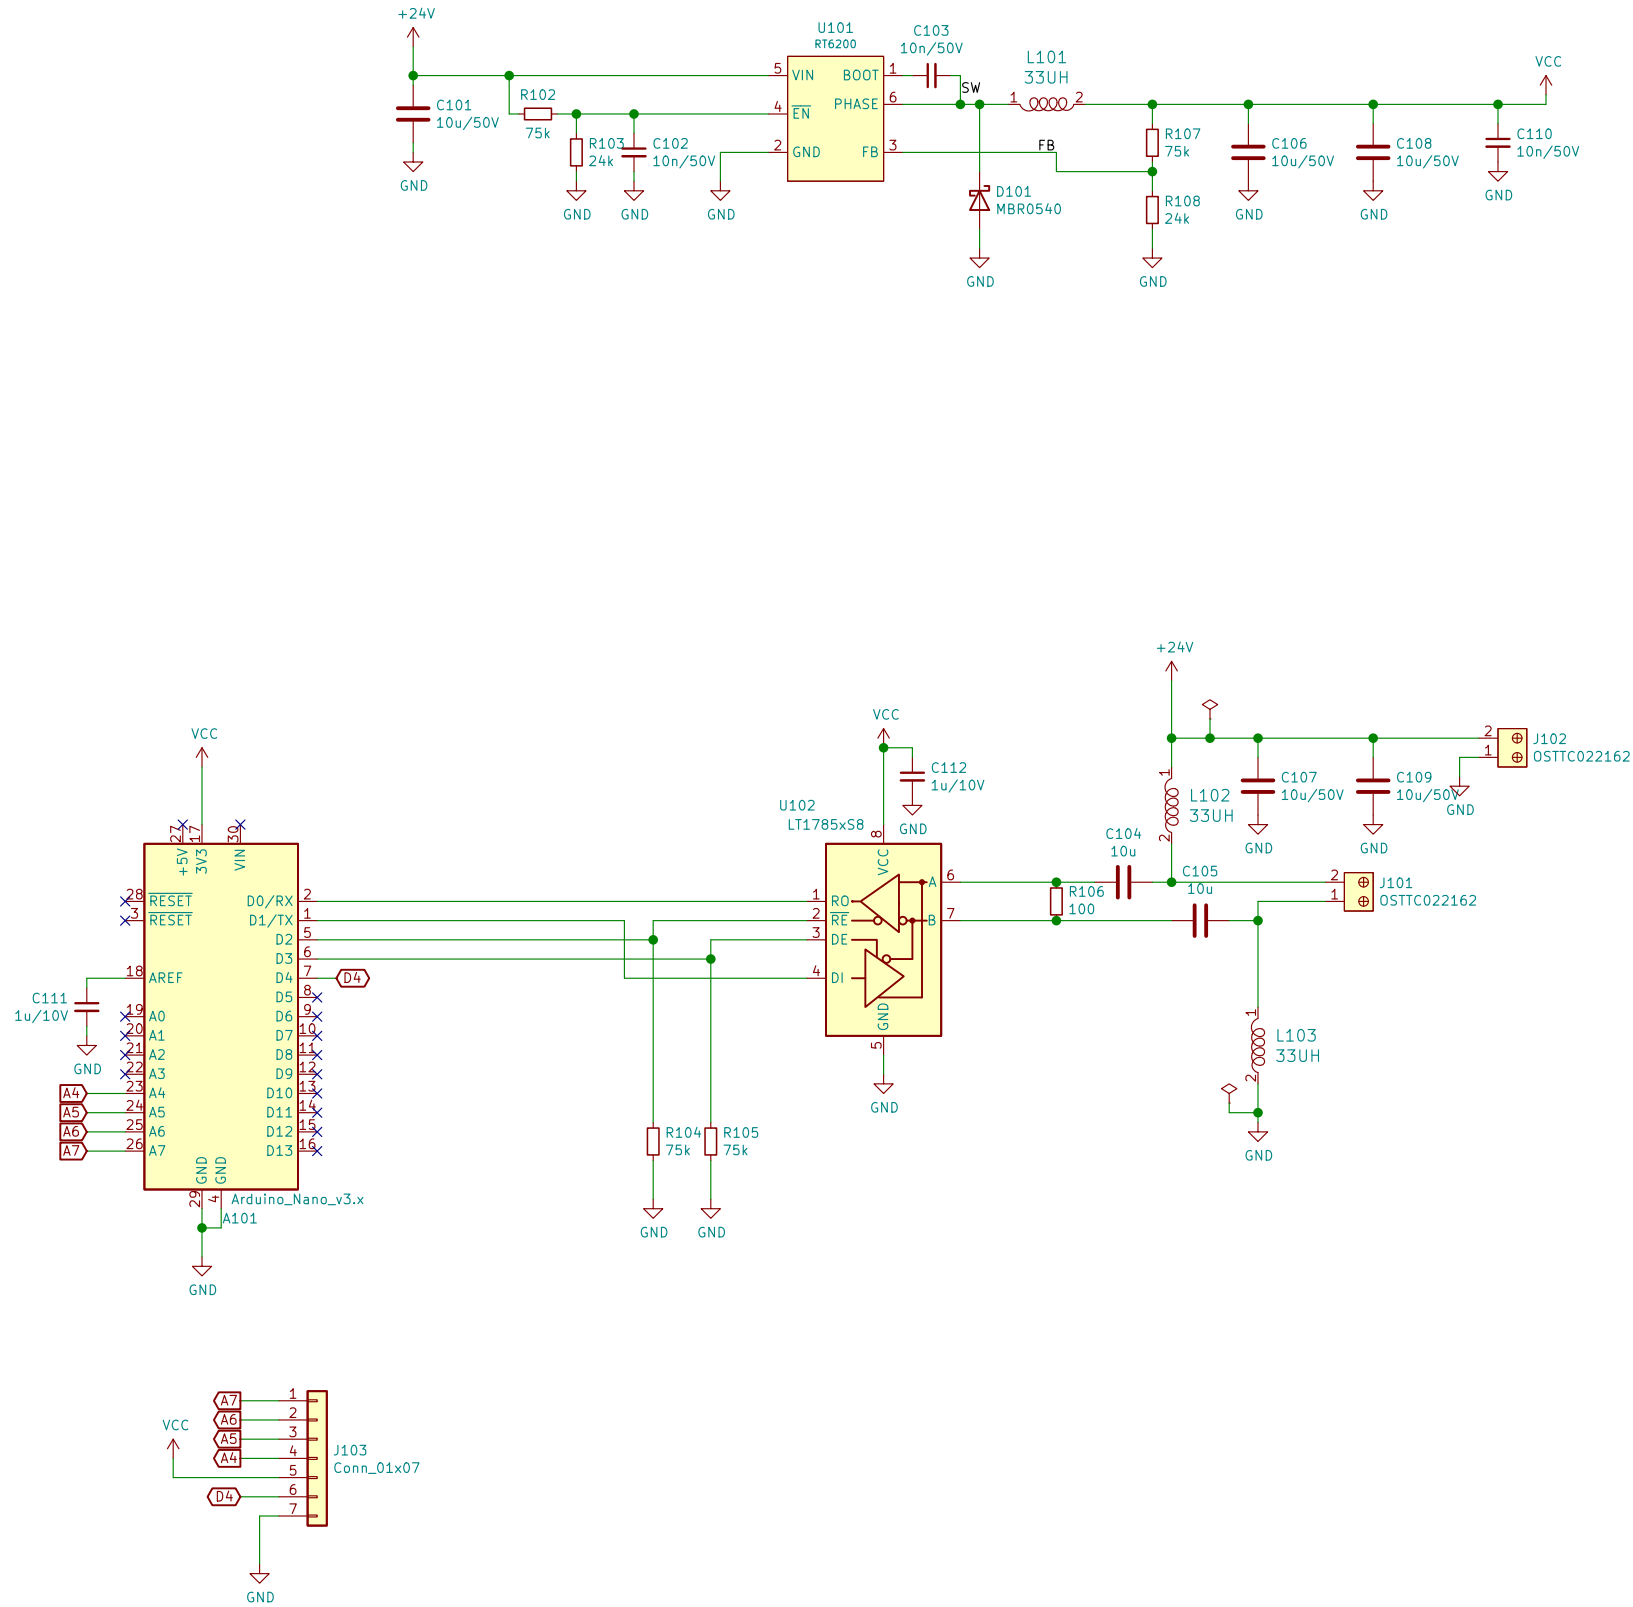 +24V
U101
RT6200
C103
10n/50V
L101
33UH
VCC
5 VIN
BOOT 1
SW
PHASE 6
1
2
R102
75k
4 EN
C101
10u/50V
R103
24k
C102
10n/50V
2 GND
FB 3
FB
R107
75k
C106
10u/50V
C108
10u/50V
C110
10n/50V
GND
GND
GND
GND
D101
MBR0540
R108
24k
GND
GND
GND
GND
GND
+24V
VCC
VCC
2
1
J102
OSTTC022162
C112
1u/10V
1
L102
33UH
2
C107
10u/50V
C109
10u/50V
GND
U102
LT1785xS8
GND
GND
GND
27
17
30
+5V
3V3
VIN
8
VCC
C104
10u
C105
10u
28 RESET
3 RESET
D0/RX 2
D1/TX 1
D2 5
D3 6
D4 7
D4
D5 8
D6 9
D7 10
D8 11
D9 12
D10 13
D11 14
D12 15
D13 16
18 AREF
C111
1u/10V
GND
19 A0
20 A1
21 A2
22 A3
A4 23 A4
A5 24 A5
A6 25 A6
A7 26 A7
GND
GND
29
4
Arduino_Nano_v3.x
A101
GND
1 RO
2 RE
3 DE
4 DI
A 6
B 7
GND
5
GND
R106
100
2
1
J101
OSTTC022162
1
L103
33UH
2
GND
R104
75k
R105
75k
GND
GND
A7 1
A6 2
A5 3
A4 4
VCC
5
D4 6
7
J103
Conn_01x07
GND